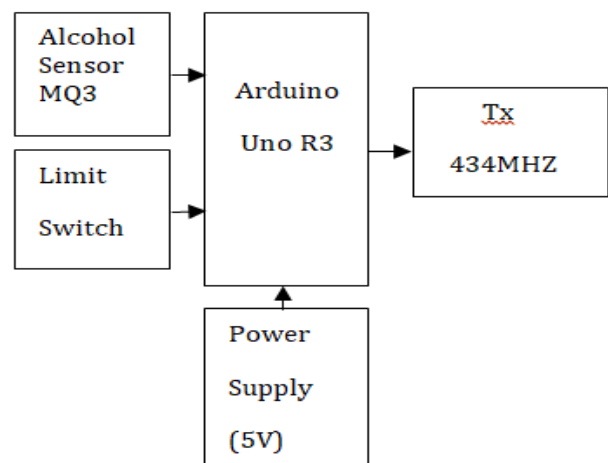 Alcohol
Sensor
MQ3
Limit
Switch
Arduino
Uno R3
Tx
434MHZ
Power
Supply
(5V)